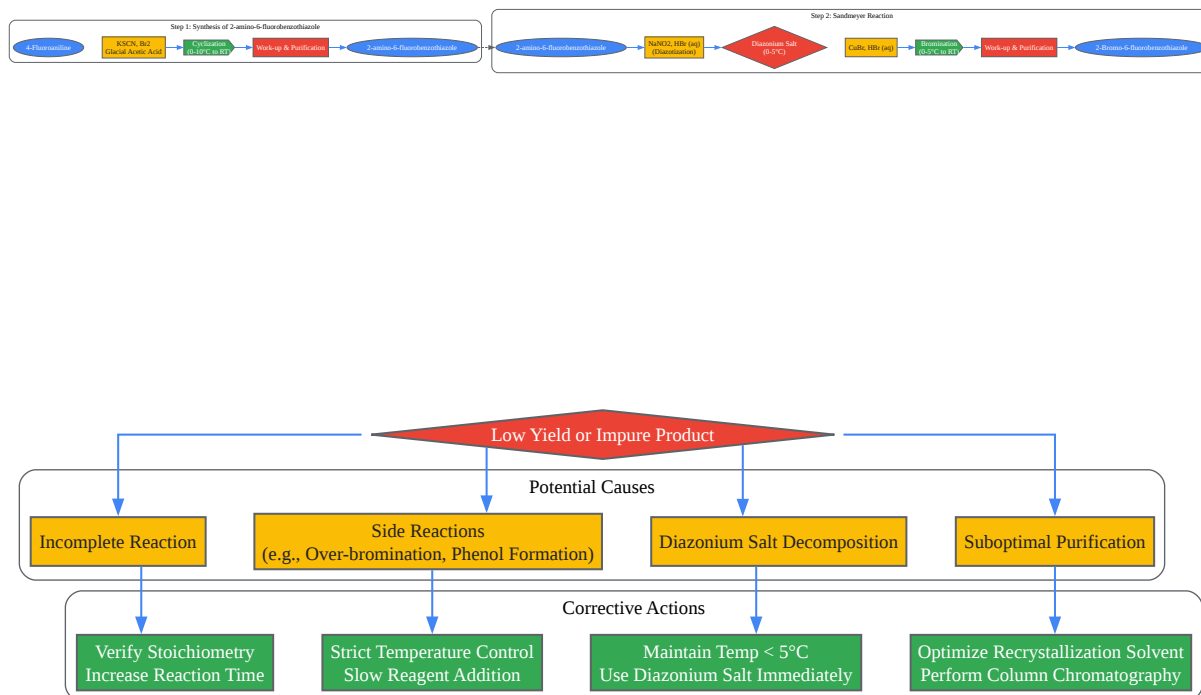 Step 1: Synthesis of 2-amino-6-fluorobenzothiazole
4-Fluoroaniline
KSCN, Br2
Glacial Acetic Acid
Cyclization
(0-10°C to RT)
Work-up & Purification
2-amino-6-fluorobenzothiazole
Step 2: Sandmeyer Reaction
2-amino-6-fluorobenzothiazole
NaNO2, HBr (aq)
(Diazotisation)
Diazonium Salt
(0-5°C)
CuBr, HBr (aq)
Bromination
(0-5°C to RT)
Work-up & Purification
2-Bromo-6-fluorobenzothiazole
Low Yield or Impure Product
Potential Causes
Incomplete Reaction
Side Reactions
(e.g., Over-bromination, Phenol Formation)
Diazonium Salt Decomposition
Suboptimal Purification
Corrective Actions
Verify Stoichiometry
Increase Reaction Time
Strict Temperature Control
Slow Reagent Addition
Maintain Temp < 5°C
Use Diazonium Salt Immediately
Optimize Recrystallization Solvent
Perform Column Chromatography